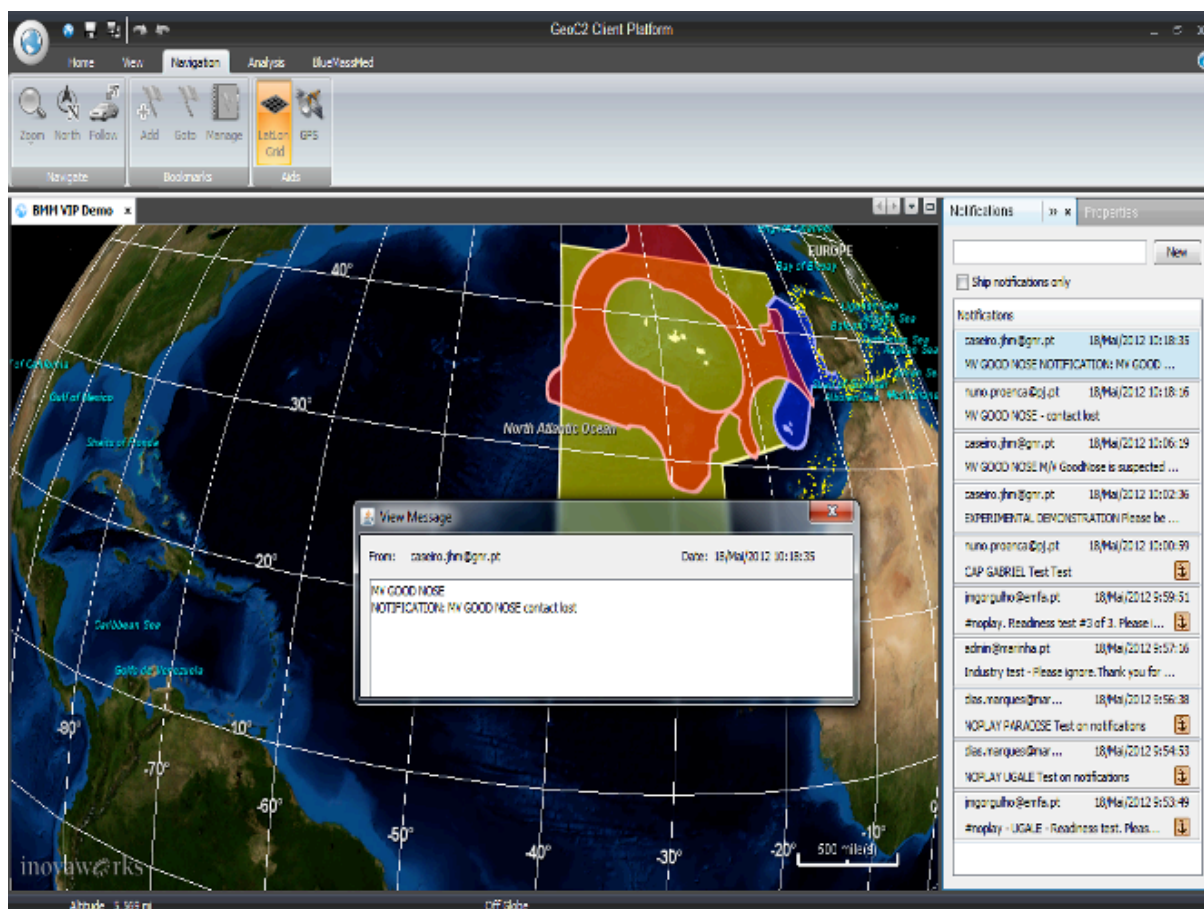 GeoC2 Client Platform
Home View Navigation Analysis BlueMassMed
Zoom North Follow Add Goto Manage LatLon Grid GPS
Navigate Bookmarks Aids
BMM VIP Demo
Notifications Properties
New
Ship notifications only
Notifications
caseiro.jhm@gnr.pt 18/Mai/2012 10:18:35
MV GOOD NOSE NOTIFICATION: MV GOOD ...
nuno.proenca@pj.pt 18/Mai/2012 10:18:16
MV GOOD NOSE - contact lost
caseiro.jhm@gnr.pt 18/Mai/2012 10:06:19
MV GOOD NOSE M/V GoodNose is suspected ...
caseiro.jhm@gnr.pt 18/Mai/2012 10:02:36
EXPERIMENTAL DEMONSTRATION Please be ...
nuno.proenca@pj.pt 18/Mai/2012 10:00:59
CAP GABRIEL Test Test
jmgorgulho@emfa.pt 18/Mai/2012 9:59:51
#noplay. Readiness test #3 of 3. Please i...
admin@marinha.pt 18/Mai/2012 9:57:16
Industry test - Please ignore. Thank you for ...
dias.marques@mar... 18/Mai/2012 9:56:38
NOPLAY PARADISE Test on notifications
dias.marques@mar... 18/Mai/2012 9:54:53
NOPLAY UGALE Test on notifications
jmgorgulho@emfa.pt 18/Mai/2012 9:53:49
#noplay - UGALE - Readiness test. Pleas...
EUROPE
Bay of Biscay
Ligurian Sea
40°
Gulf of Mexico
30°
North Atlantic Ocean
Straits of Florida
20°
Caribbean Sea
Golfo de Venezuela
10°
-80°
-70°
-60°
-50°
-40°
-30°
-20°
-10°
0
500 mile(s)
View Message
From: caseiro.jhm@gnr.pt Date: 18/Mai/2012 10:18:35
MV GOOD NOSE
NOTIFICATION: MV GOOD NOSE contact lost
inovaworks
Altitude Off Globe